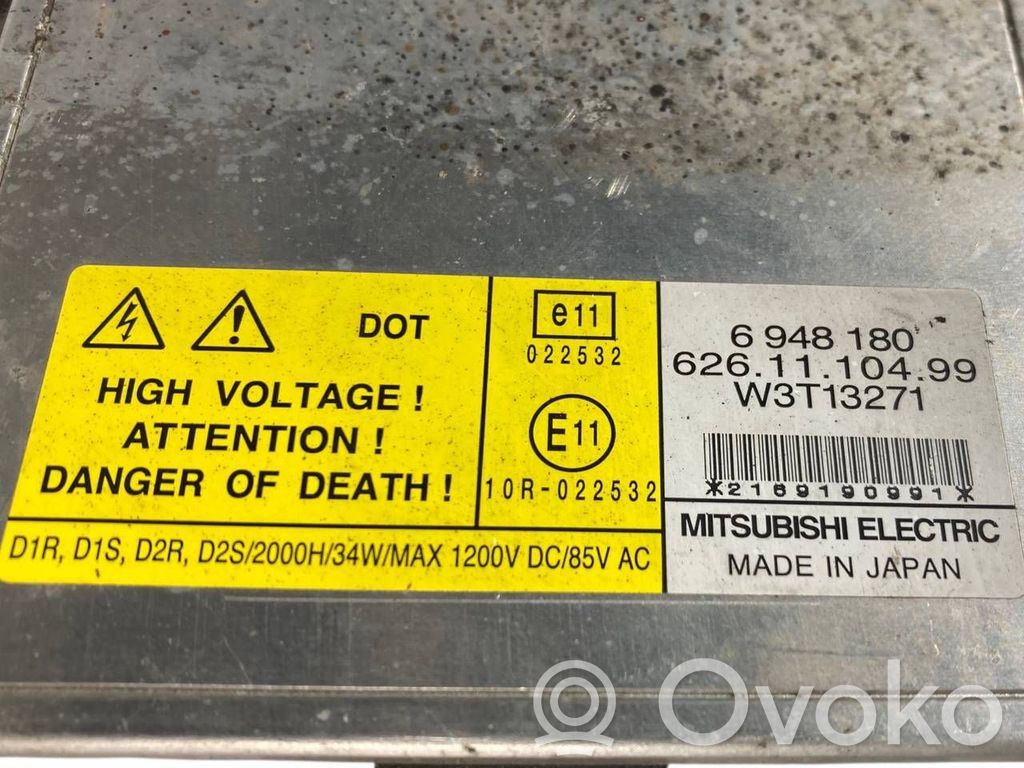 DOT
HIGH VOLTAGE !
ATTENTION !
DANGER OF DEATH !
e11
022532
E11
10R-022532
D1R, D1S, D2R, D2S/2000H/34W/MAX 1200V DC/85V AC
6 948 180
626.11.104.99
W3T13271
*2169190991*
MITSUBISHI ELECTRIC
MADE IN JAPAN
Ovoko